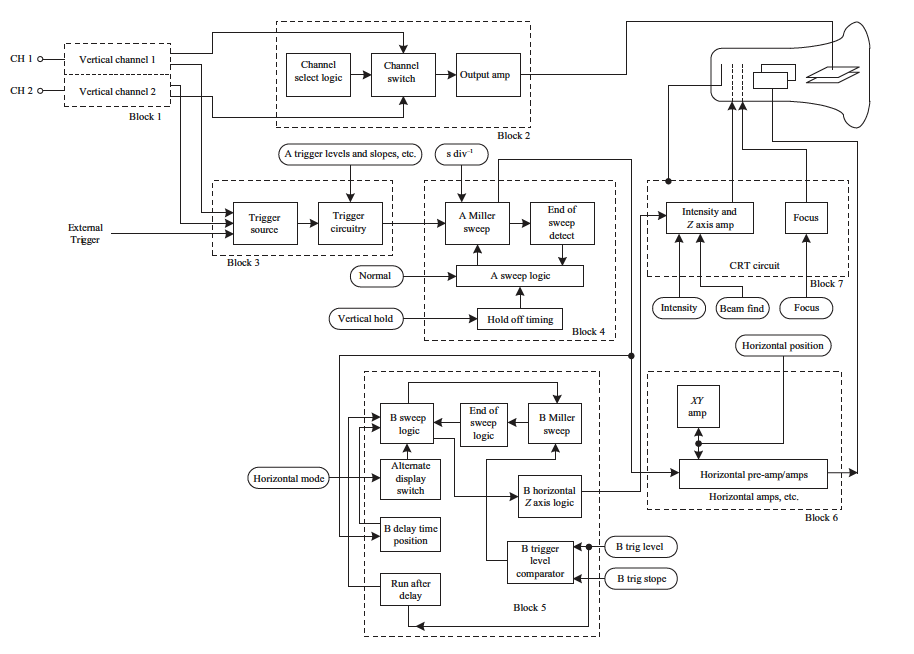 CH 1
Vertical channel 1
CH 2
Vertical channel 2
Block 1
Channel
select logic
Channel
switch
Output amp
Block 2
A trigger levels and slopes, etc.
s div⁻¹
External
Trigger
Trigger
source
Trigger
circuitry
Block 3
A Miller
sweep
End of
sweep
detect
A sweep logic
Normal
Vertical hold
Hold off timing
Block 4
Intensity and
Z axis amp
Focus
CRT circuit
Block 7
Intensity
Beam find
Focus
Horizontal position
XY
amp
Horizontal pre-amp/amps
Horizontal amps, etc.
Block 6
B sweep
logic
End of
sweep
logic
B Miller
sweep
Horizontal mode
Alternate
display
switch
B horizontal
Z axis logic
B delay time
position
B trigger
level
comparator
B trig level
B trig stope
Run after
delay
Block 5